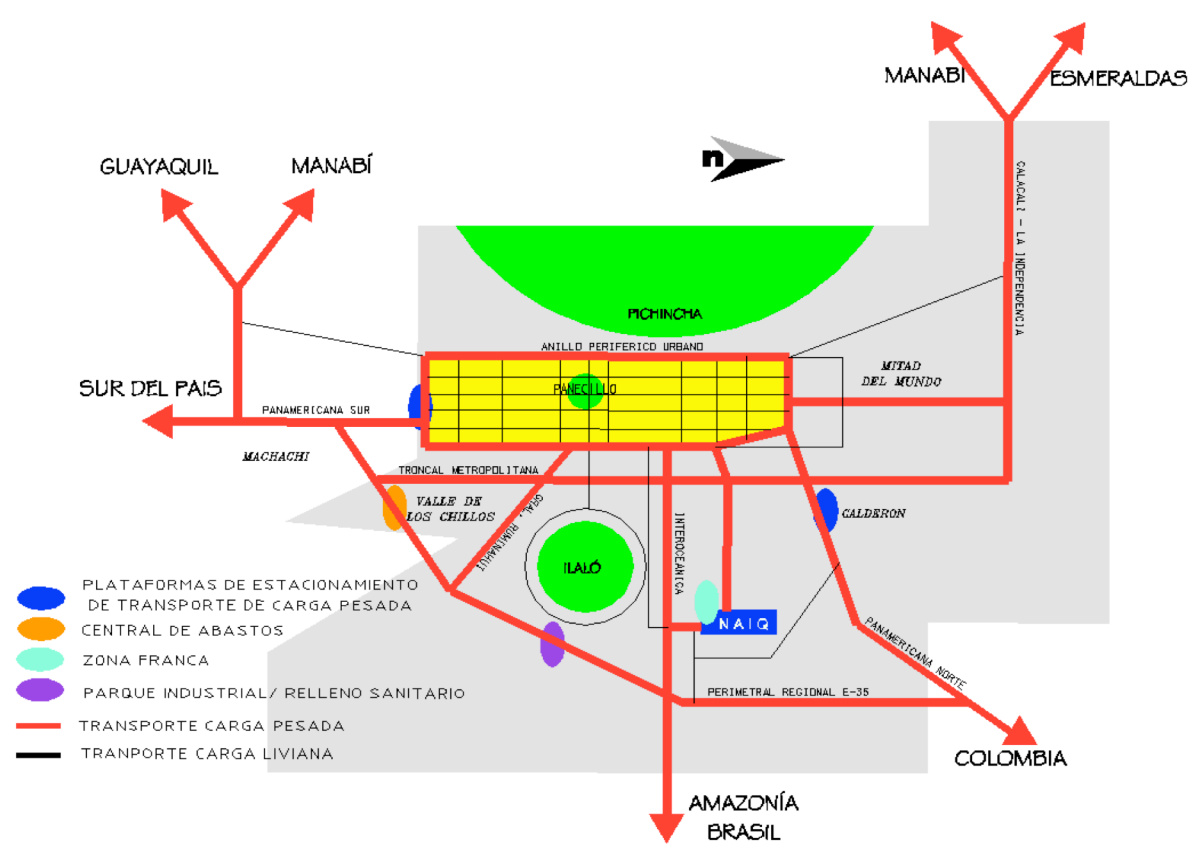 MANABI
ESMERALDAS
GUAYAQUIL
MANABÍ
n
CALACALI - LA INDEPENDENCIA
PICHINCHA
ANILLO PERIFERICO URBANO
MITAD
DEL MUNDO
PANECILLO
SUR DEL PAIS
PANAMERICANA SUR
MACHACHI
TRONCAL METROPOLITANA
VALLE DE
LOS CHILLOS
GRAL. RUMINAHUI
INTEROCEANICA
CALDERON
ILALÓ
NAIQ
PANAMERICANA NORTE
PERIMETRAL REGIONAL E-35
COLOMBIA
AMAZONÍA
BRASIL
PLATAFORMAS DE ESTACIONAMIENTO
DE TRANSPORTE DE CARGA PESADA
CENTRAL DE ABASTOS
ZONA FRANCA
PARQUE INDUSTRIAL/ RELLENO SANITARIO
TRANSPORTE CARGA PESADA
TRANPORTE CARGA LIVIANA